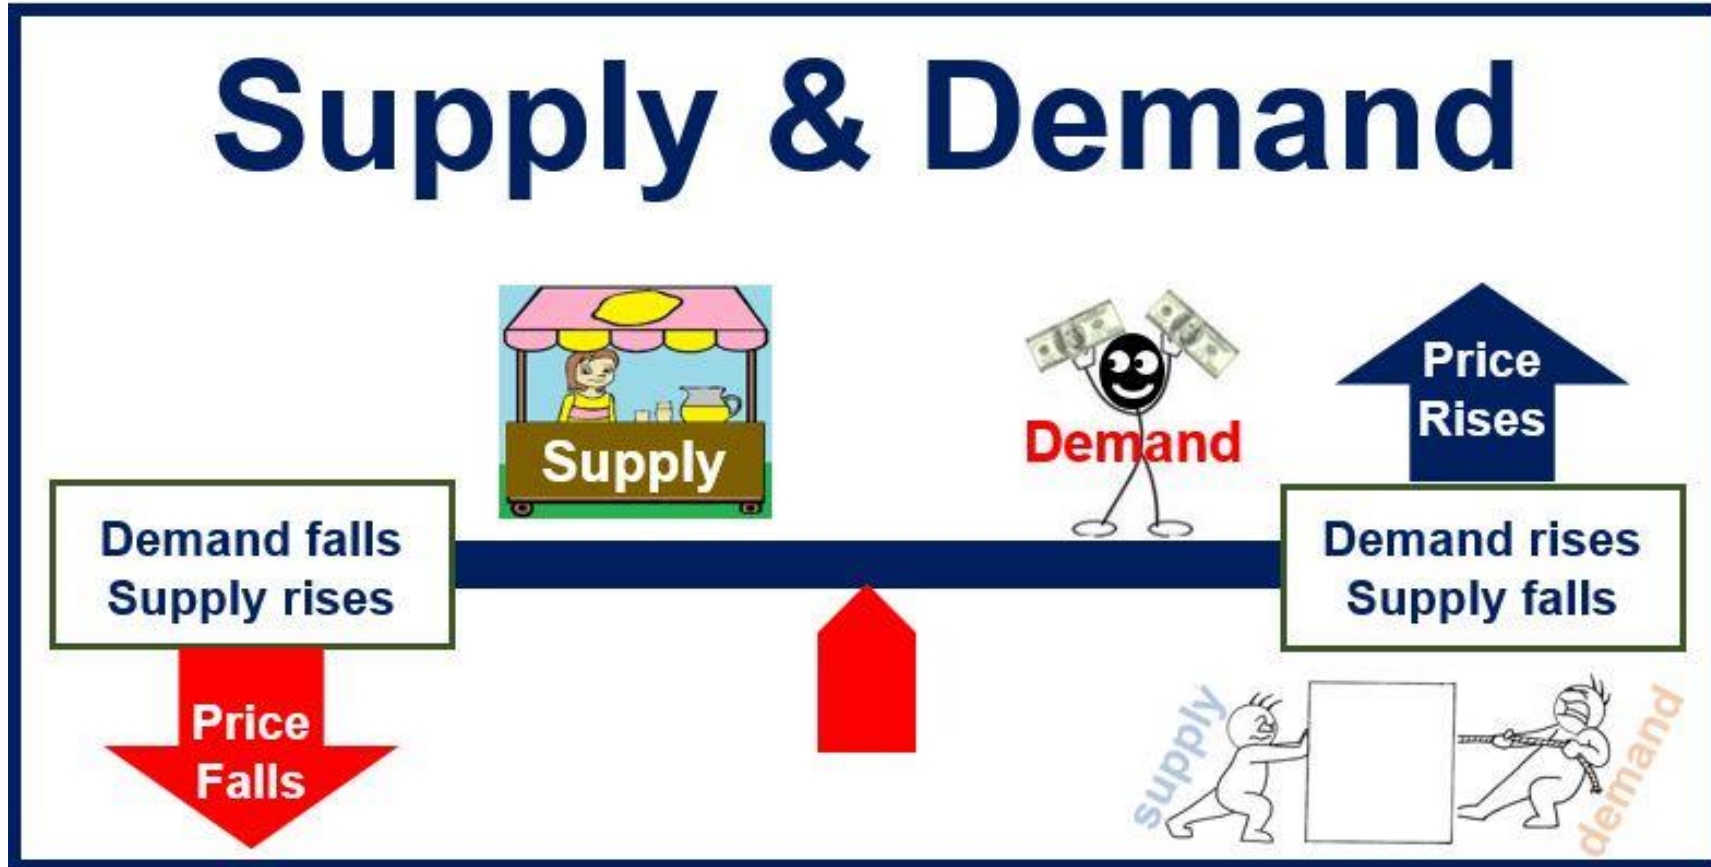 Supply & Demand
Supply
Demand
Price
Rises
Demand falls
Supply rises
Demand rises
Supply falls
Price
Falls
supply
demand